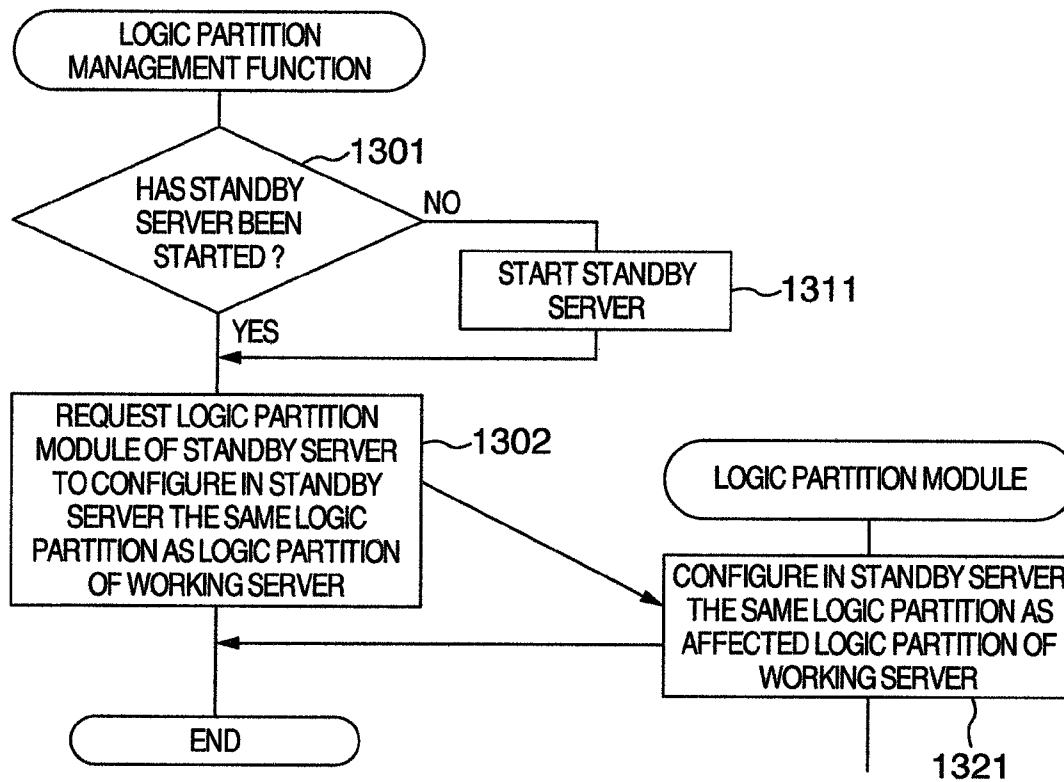 LOGIC PARTITION
MANAGEMENT FUNCTION
1301
HAS STANDBY
SERVER BEEN
STARTED ?
NO
START STANDBY
SERVER
1311
YES
REQUEST LOGIC PARTITION
MODULE OF STANDBY SERVER
TO CONFIGURE IN STANDBY
SERVER THE SAME LOGIC
PARTITION AS LOGIC PARTITION
OF WORKING SERVER
1302
LOGIC PARTITION MODULE
CONFIGURE IN STANDBY SERVER
THE SAME LOGIC PARTITION AS
AFFECTED LOGIC PARTITION OF
WORKING SERVER
1321
END